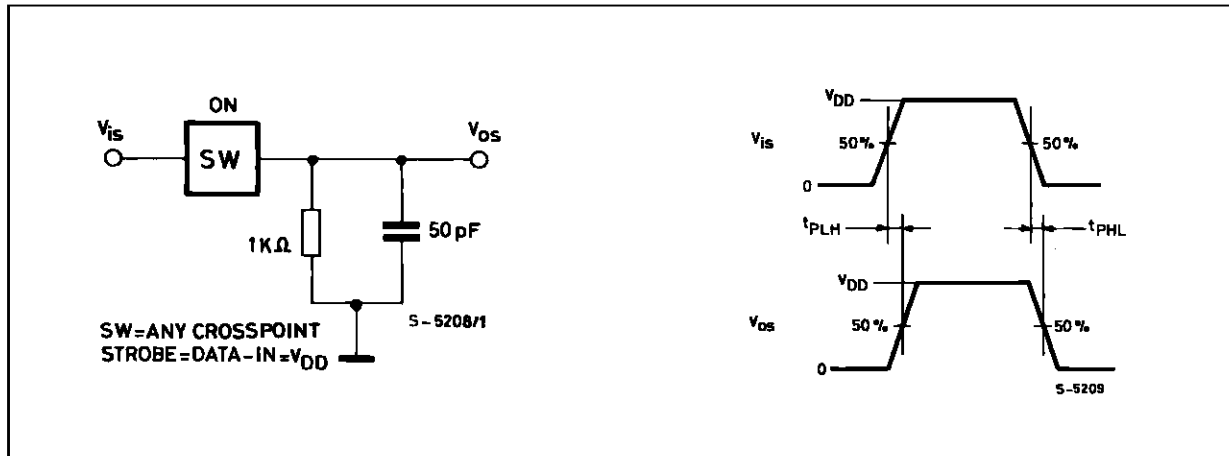 ON
Vis
Vos
SW
1KΩ
50pF
S-5208/1
SW=ANY CROSSPOINT
STROBE=DATA-IN=VDD
VDD
Vis
50%
50%
0
tPLH
tPHL
VDD
Vos
50%
50%
0
S-5209